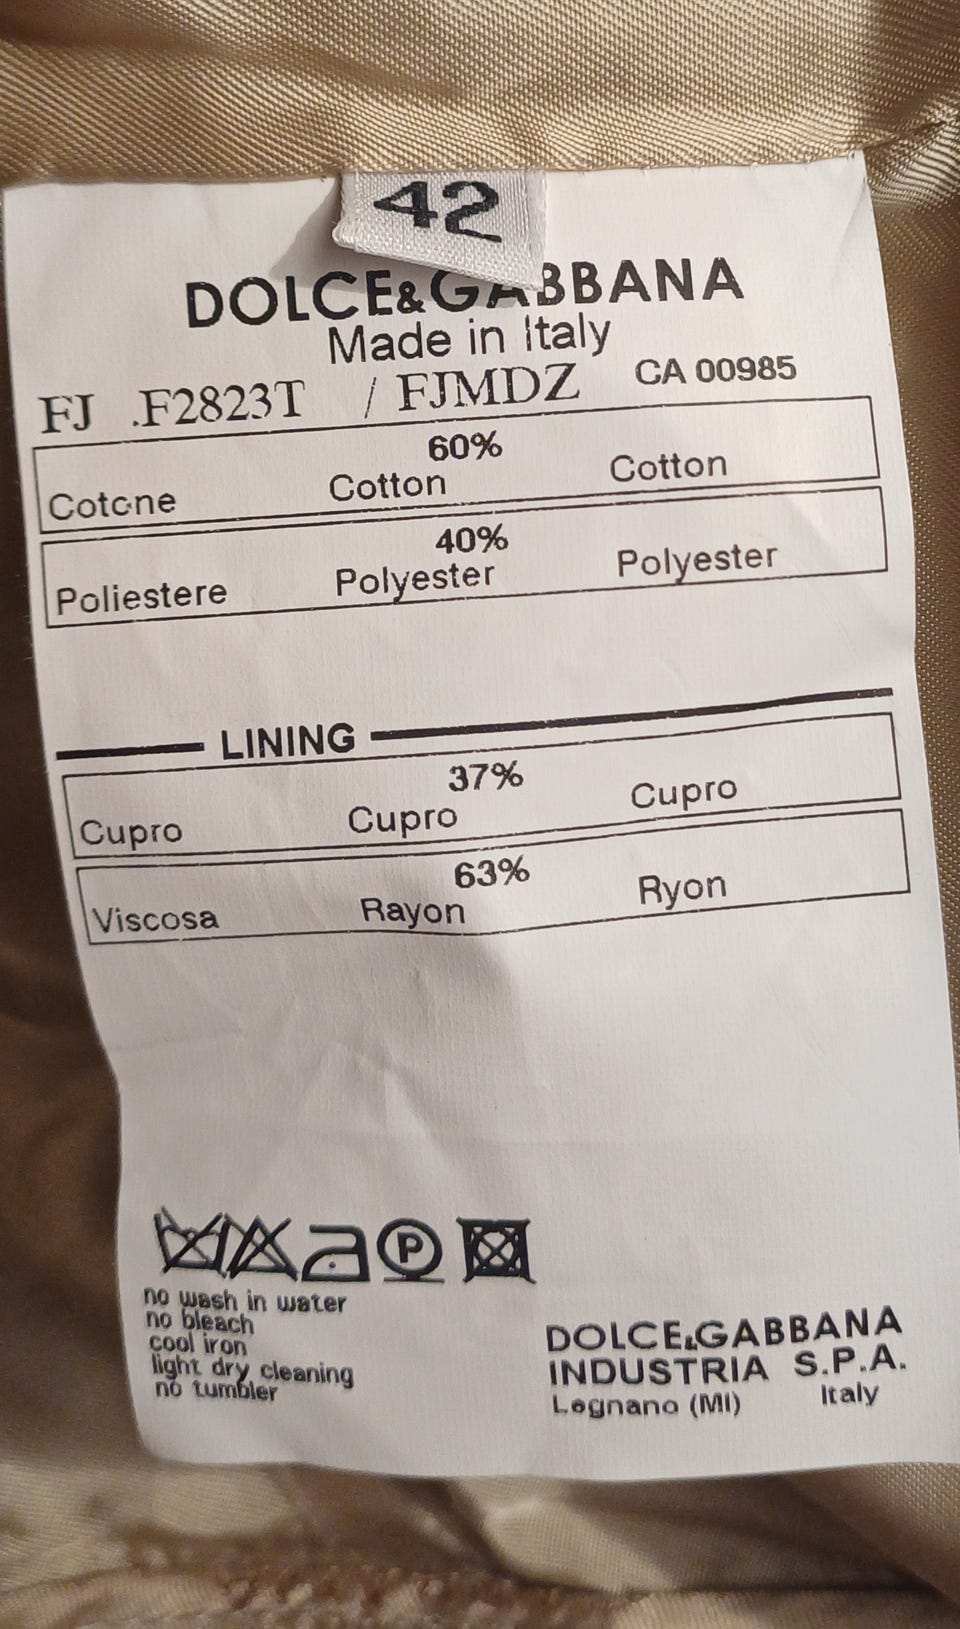 42
DOLCE&GABBANA
Made in Italy
FJ .F2823T / FJMDZ CA 00985
60%
Cotone Cotton Cotton
40%
Poliestere Polyester Polyester
LINING
37%
Cupro Cupro Cupro
63%
Viscosa Rayon Ryon
P
no wash in water
no bleach
cool iron
light dry cleaning
no tumbler
DOLCE&GABBANA
INDUSTRIA S.P.A.
Legnano (MI) Italy